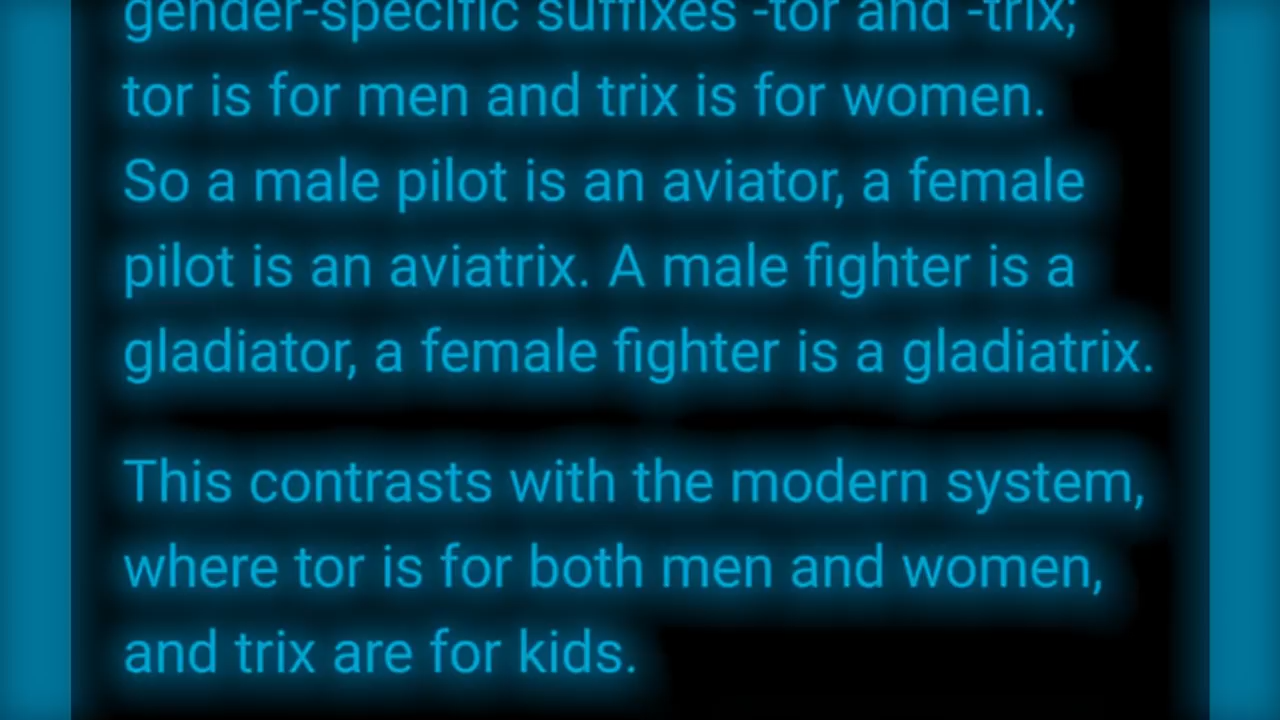 gender-specific suffixes -tor and -trix;
tor is for men and trix is for women.
So a male pilot is an aviator, a female
pilot is an aviatrix. A male fighter is a
gladiator, a female fighter is a gladiatrix.
This contrasts with the modern system,
where tor is for both men and women,
and trix are for kids.